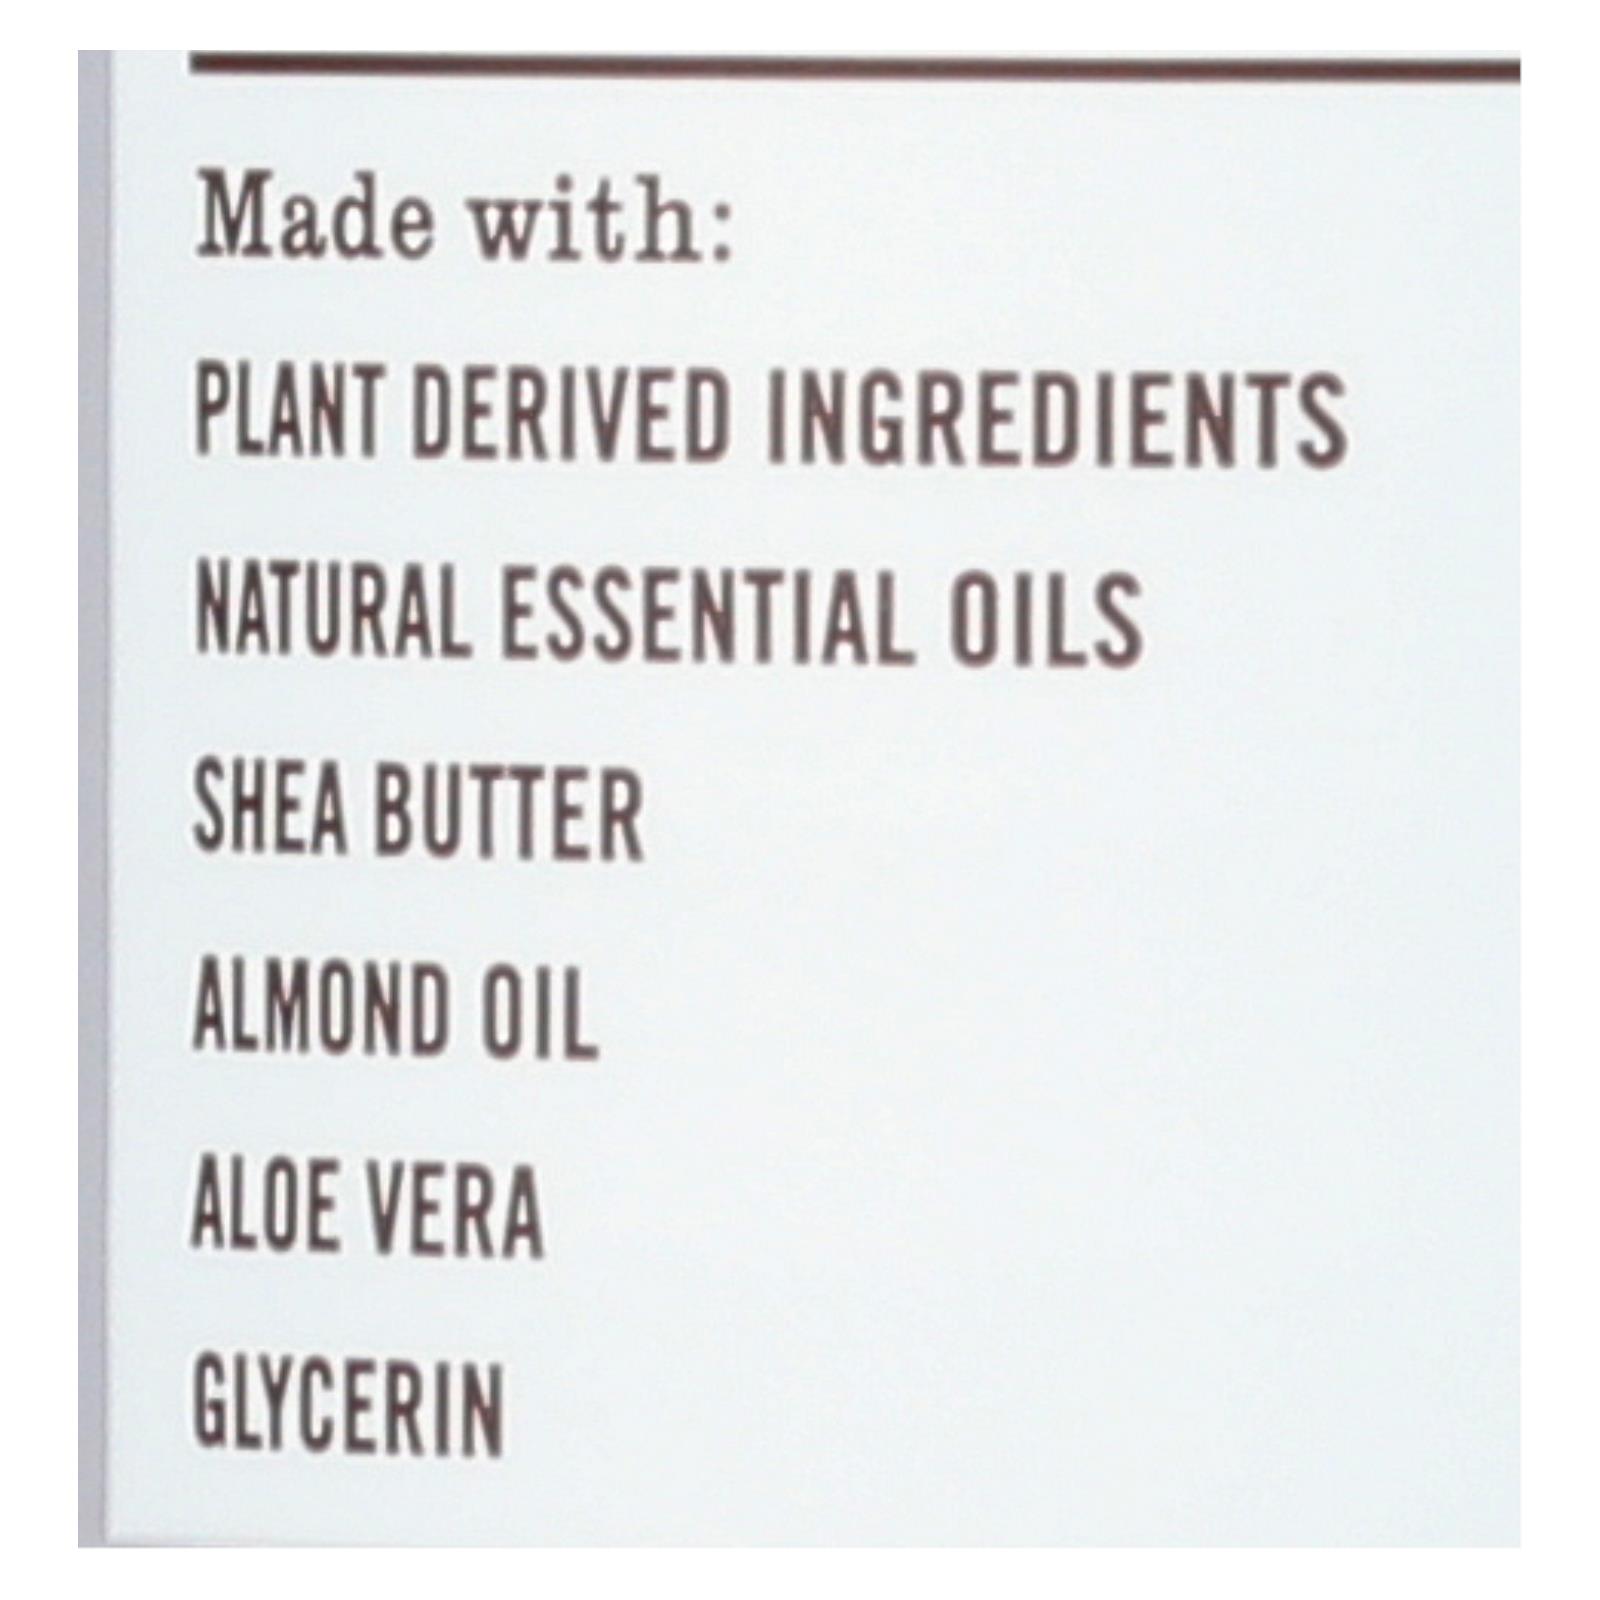 Made with:
PLANT DERIVED INGREDIENTS
NATURAL ESSENTIAL OILS
SHEA BUTTER
ALMOND OIL
ALOE VERA
GLYCERIN